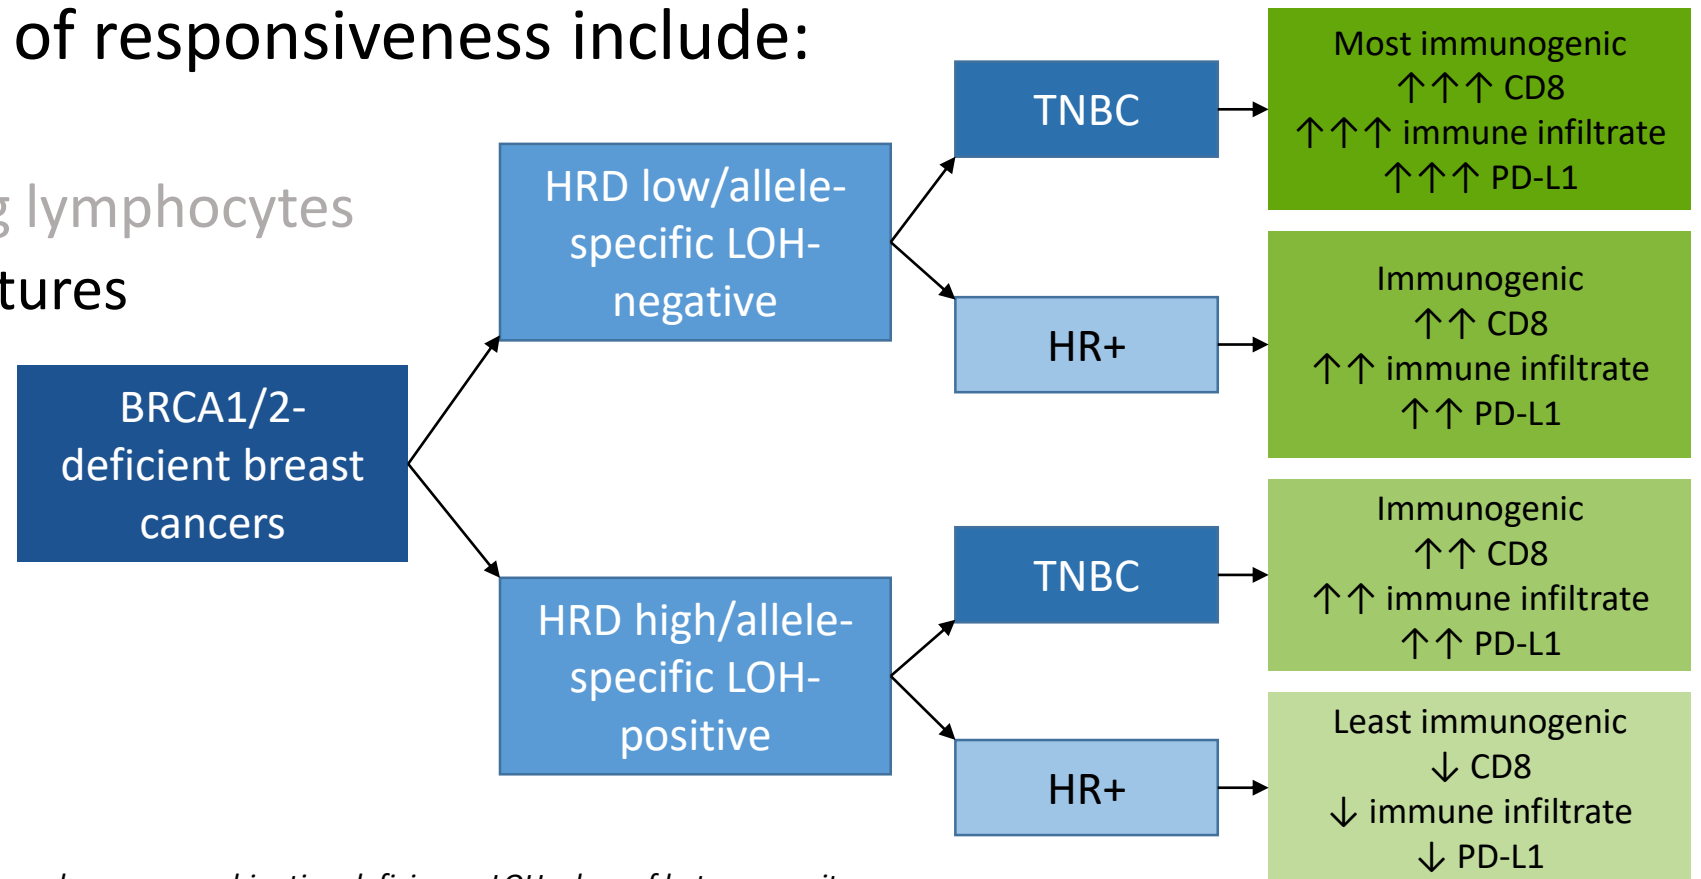 of responsiveness include:
lymphocytes
BRCA1/2-
deficient breast
cancers
HRD low/allele-
specific LOH-
negative
HRD high/allele-
specific LOH-
positive
TNBC
HR+
TNBC
HR+
Most immunogenic
↑↑↑ CD8
↑↑↑ immune infiltrate
↑↑↑ PD-L1
Immunogenic
↑↑ CD8
↑↑ immune infiltrate
↑↑ PD-L1
Immunogenic
↑↑ CD8
↑↑ immune infiltrate
↑↑ PD-L1
Least immunogenic
↓ CD8
↓ immune infiltrate
↓ PD-L1